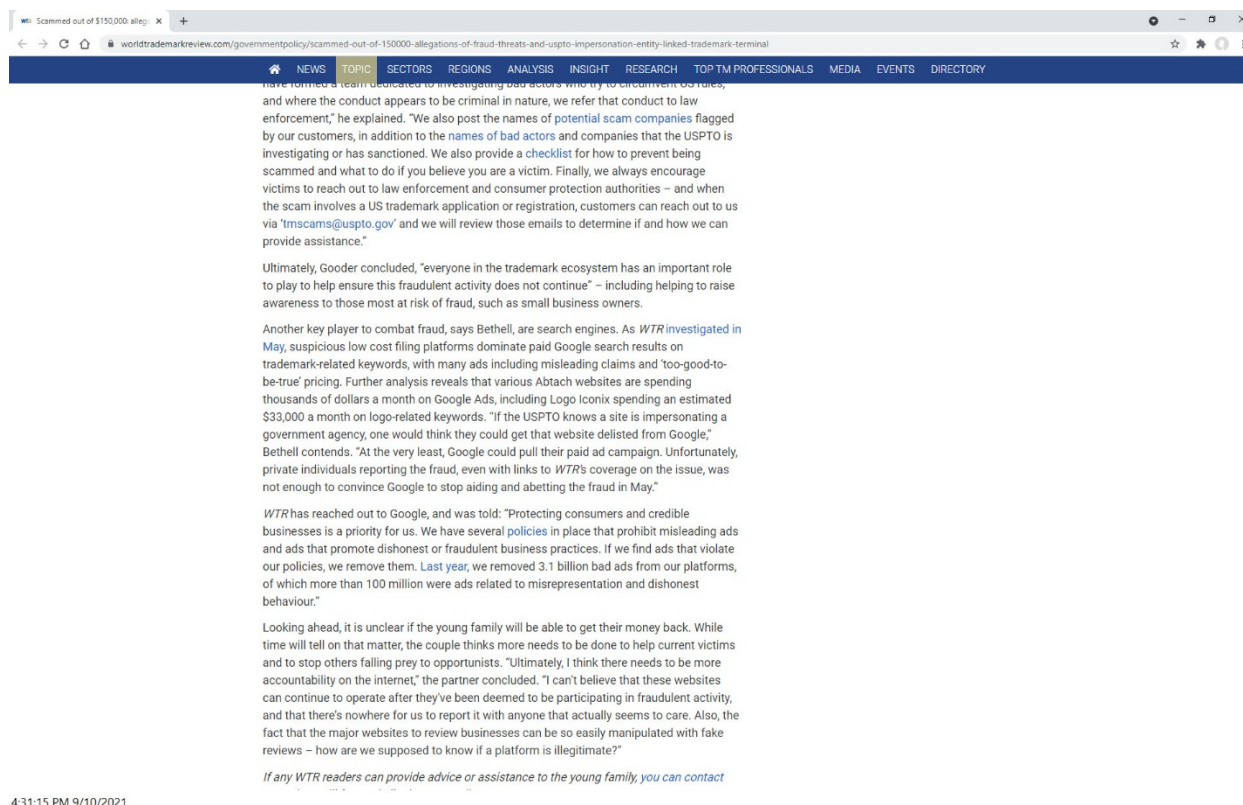 WTR Scammed out of $150,000: alleg
worldtrademarkreview.com/governmentpolicy/scammed-out-of-150000-allegations-of-fraud-threats-and-uspto-impersonation-entity-linked-trademark-terminal
NEWS TOPIC SECTORS REGIONS ANALYSIS INSIGHT RESEARCH TOP TM PROFESSIONALS MEDIA EVENTS DIRECTORY
have formed a team dedicated to investigating bad actors who try to circumvent US rules,
and where the conduct appears to be criminal in nature, we refer that conduct to law
enforcement,” he explained. “We also post the names of potential scam companies flagged
by our customers, in addition to the names of bad actors and companies that the USPTO is
investigating or has sanctioned. We also provide a checklist for how to prevent being
scammed and what to do if you believe you are a victim. Finally, we always encourage
victims to reach out to law enforcement and consumer protection authorities – and when
the scam involves a US trademark application or registration, customers can reach out to us
via ‘tmscams@uspto.gov’ and we will review those emails to determine if and how we can
provide assistance.”
Ultimately, Gooder concluded, “everyone in the trademark ecosystem has an important role
to play to help ensure this fraudulent activity does not continue” – including helping to raise
awareness to those most at risk of fraud, such as small business owners.
Another key player to combat fraud, says Bethell, are search engines. As WTR investigated in
May, suspicious low cost filing platforms dominate paid Google search results on
trademark-related keywords, with many ads including misleading claims and ‘too-good-to-
be-true’ pricing. Further analysis reveals that various Abtach websites are spending
thousands of dollars a month on Google Ads, including Logo Iconix spending an estimated
$33,000 a month on logo-related keywords. “If the USPTO knows a site is impersonating a
government agency, one would think they could get that website delisted from Google,”
Bethell contends. “At the very least, Google could pull their paid ad campaign. Unfortunately,
private individuals reporting the fraud, even with links to WTR’s coverage on the issue, was
not enough to convince Google to stop aiding and abetting the fraud in May.”
WTR has reached out to Google, and was told: “Protecting consumers and credible
businesses is a priority for us. We have several policies in place that prohibit misleading ads
and ads that promote dishonest or fraudulent business practices. If we find ads that violate
our policies, we remove them. Last year, we removed 3.1 billion bad ads from our platforms,
of which more than 100 million were ads related to misrepresentation and dishonest
behaviour.”
Looking ahead, it is unclear if the young family will be able to get their money back. While
time will tell on that matter, the couple thinks more needs to be done to help current victims
and to stop others falling prey to opportunists. “Ultimately, I think there needs to be more
accountability on the internet,” the partner concluded. “I can’t believe that these websites
can continue to operate after they’ve been deemed to be participating in fraudulent activity,
and that there’s nowhere for us to report it with anyone that actually seems to care. Also, the
fact that the major websites to review businesses can be so easily manipulated with fake
reviews – how are we supposed to know if a platform is illegitimate?”
If any WTR readers can provide advice or assistance to the young family, you can contact
4:31:15 PM 9/10/2021